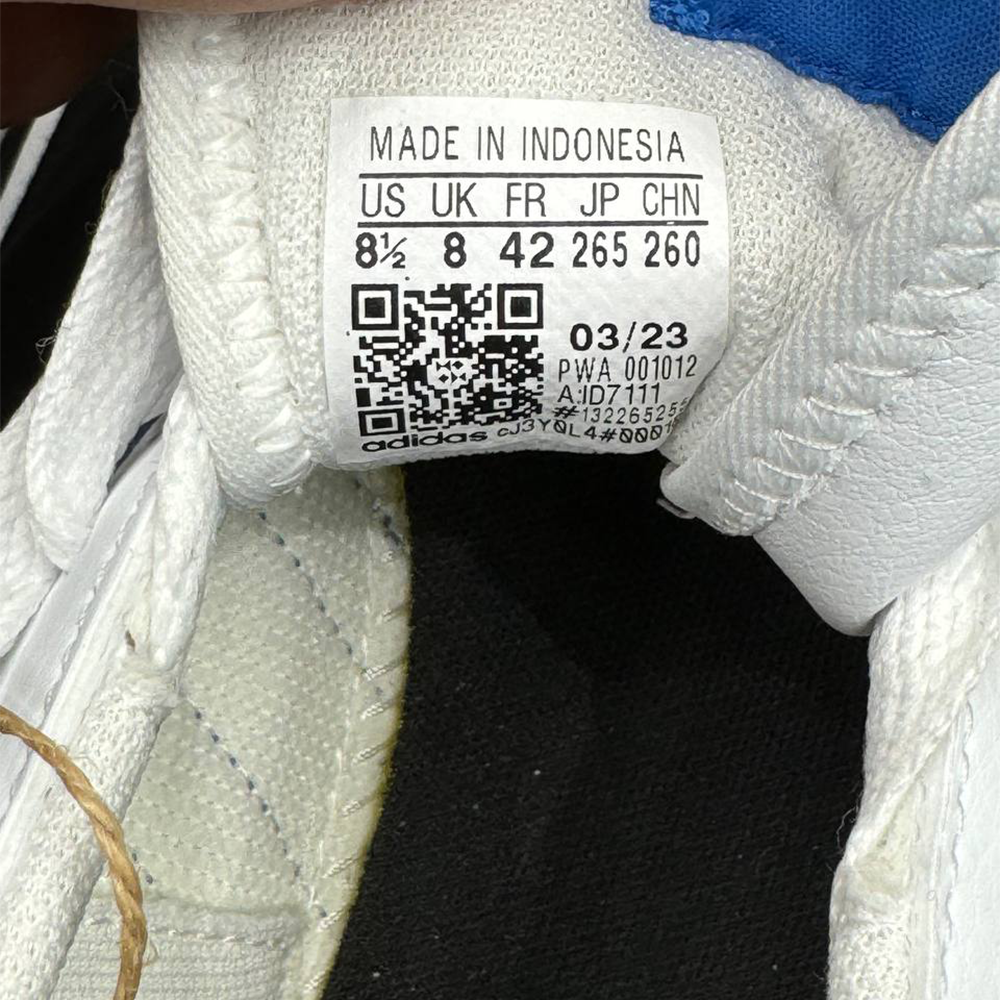 MADE IN INDONESIA
US UK FR JP CHN
8½ 8 42 265 260
03/23
PWA 001012
A:ID7111
adidas